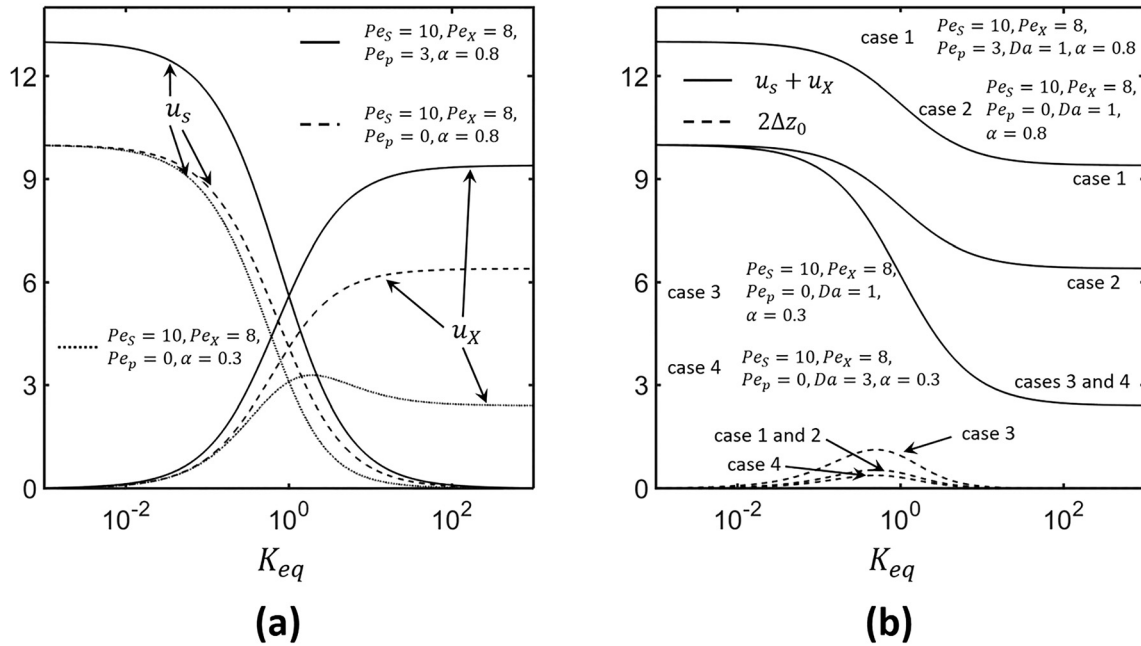 12
9
6
3
0
10^{-2}
10^{0}
10^{2}
K_{eq}
Pe_S = 10, Pe_X = 8,
Pe_p = 3, α = 0.8
Pe_S = 10, Pe_X = 8,
Pe_p = 0, α = 0.8
u_s
u_X
Pe_S = 10, Pe_X = 8,
Pe_p = 0, α = 0.3
(a)
12
9
6
3
0
10^{-2}
10^{0}
10^{2}
K_{eq}
case 1
Pe_S = 10, Pe_X = 8,
Pe_p = 3, Da = 1, α = 0.8
u_s + u_X
2Δz_0
case 2
Pe_S = 10, Pe_X = 8,
Pe_p = 0, Da = 1,
α = 0.8
case 1
case 2
case 3
Pe_S = 10, Pe_X = 8,
Pe_p = 0, Da = 1,
α = 0.3
case 4
Pe_S = 10, Pe_X = 8,
Pe_p = 0, Da = 3, α = 0.3
cases 3 and 4
case 1 and 2
case 3
case 4
(b)